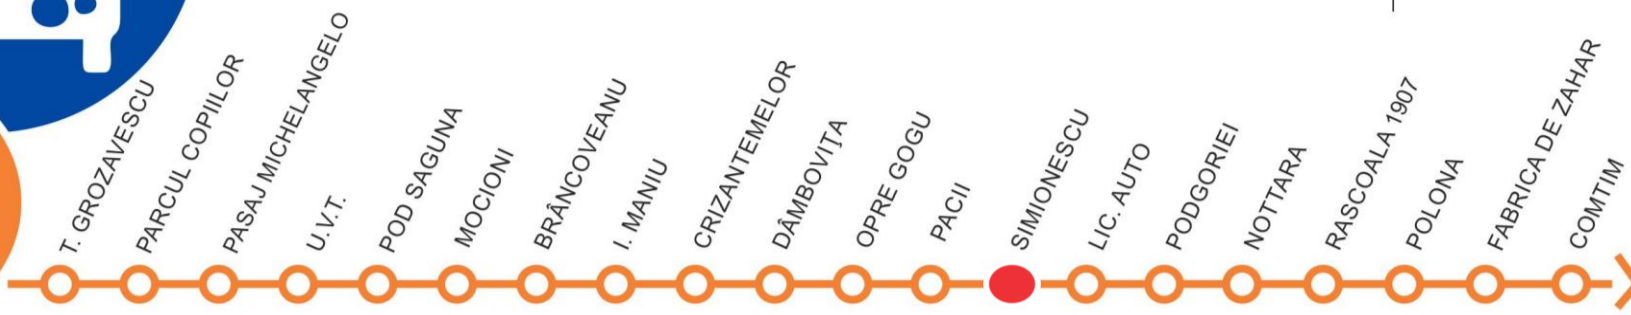 T. GROZAVESCU
PARCUL COPIILOR
PASAJ MICHELANGELO
U.V.T.
POD SAGUNA
MOCIONI
BRÂNCOVEANU
I. MANIU
CRIZANTEMELOR
DÂMBOVIŢA
OPRE GOGU
PACII
SIMIONESCU
LIC. AUTO
PODGORIEI
NOTTARA
RASCOALA 1907
POLONA
FABRICA DE ZAHAR
COMTIM